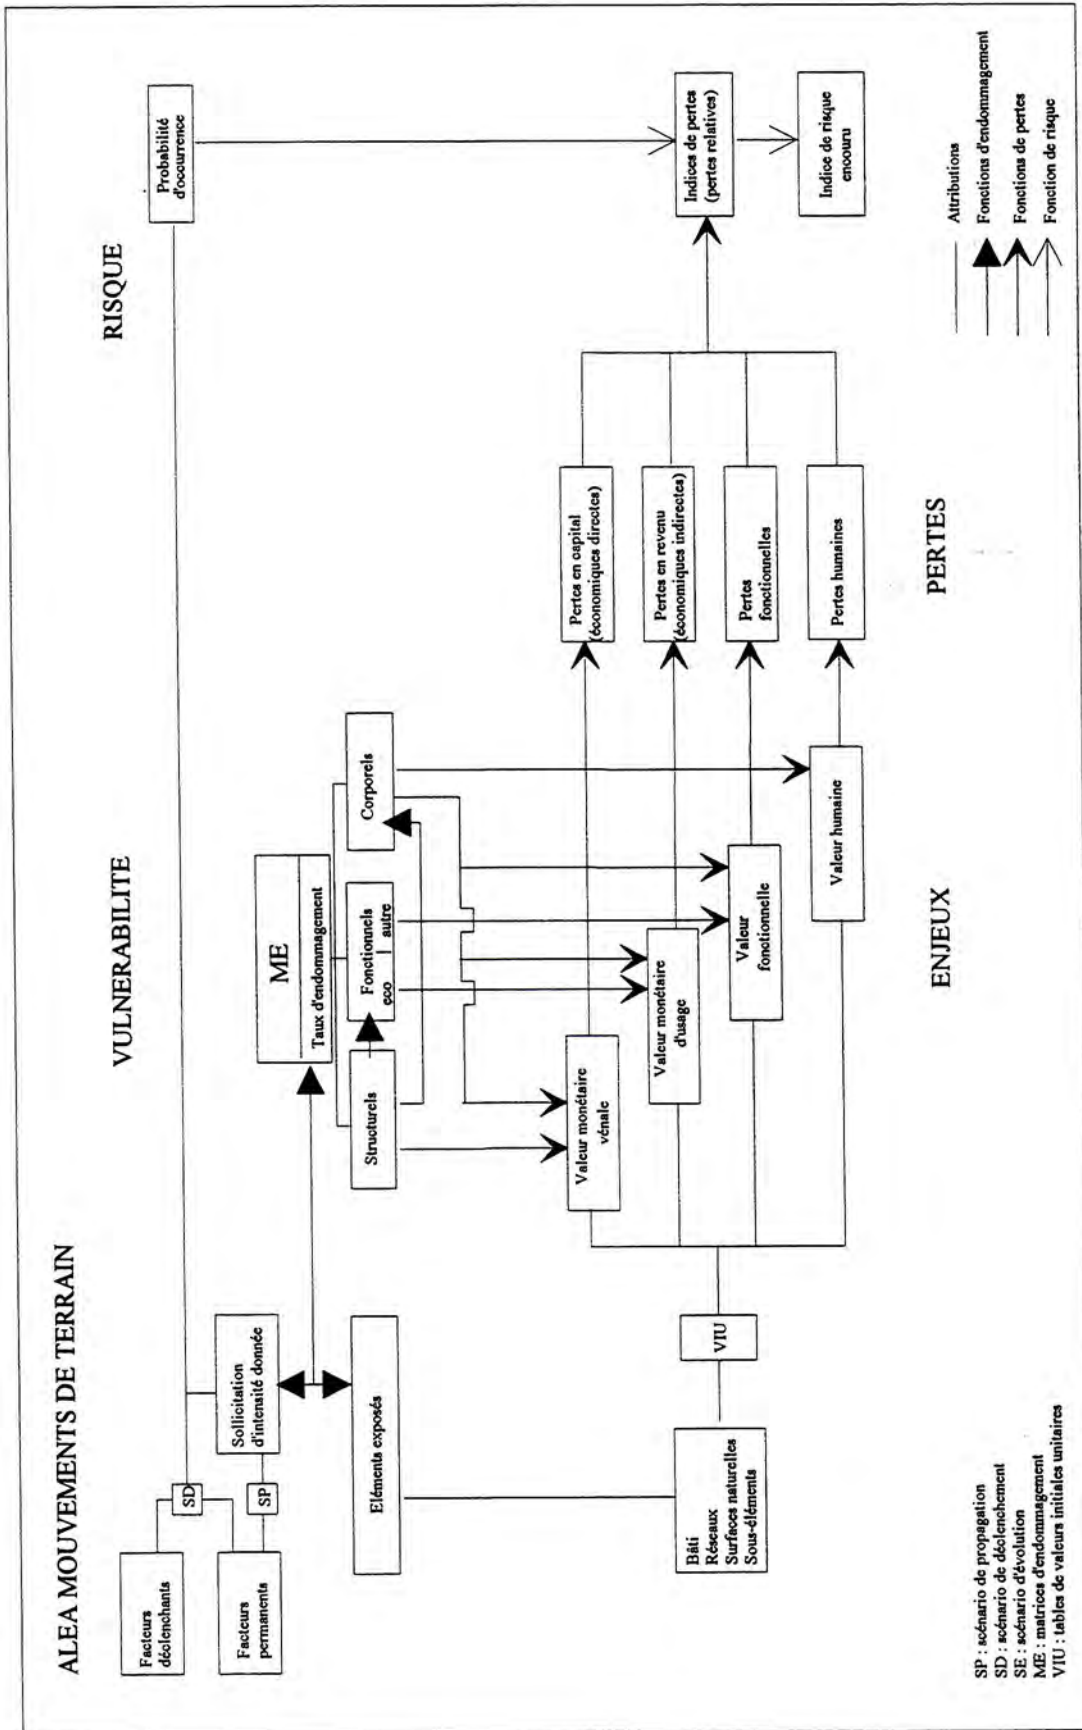 ALEA MOUVEMENTS DE TERRAIN
VULNERABILITE
RISQUE
Facteurs
déclenchants
Facteurs
permanents
SD
SP
Sollicitation
d'intensité donnée
Eléments exposés
Bâti
Réseaux
Surfaces naturelles
Sous-éléments
VIU
ME
Taux d'endommagement
Structurels
Fonctionnels
eco | autre
Corporels
Valeur monétaire
vénale
Valeur monétaire
d'usage
Valeur
fonctionnelle
Valeur humaine
Pertes en capital
(économiques directes)
Pertes en revenu
(économiques indirectes)
Pertes
fonctionnelles
Pertes humaines
Probabilité
d'occurrence
Indices de pertes
(pertes relatives)
Indice de risque
encouru
ENJEUX
PERTES
SP : scénario de propagation
SD : scénario de déclenchement
SE : scénario d'évolution
ME : matrices d'endommagement
VIU : tables de valeurs initiales unitaires
Attributions
Fonctions d'endommagement
Fonctions de pertes
Fonction de risque